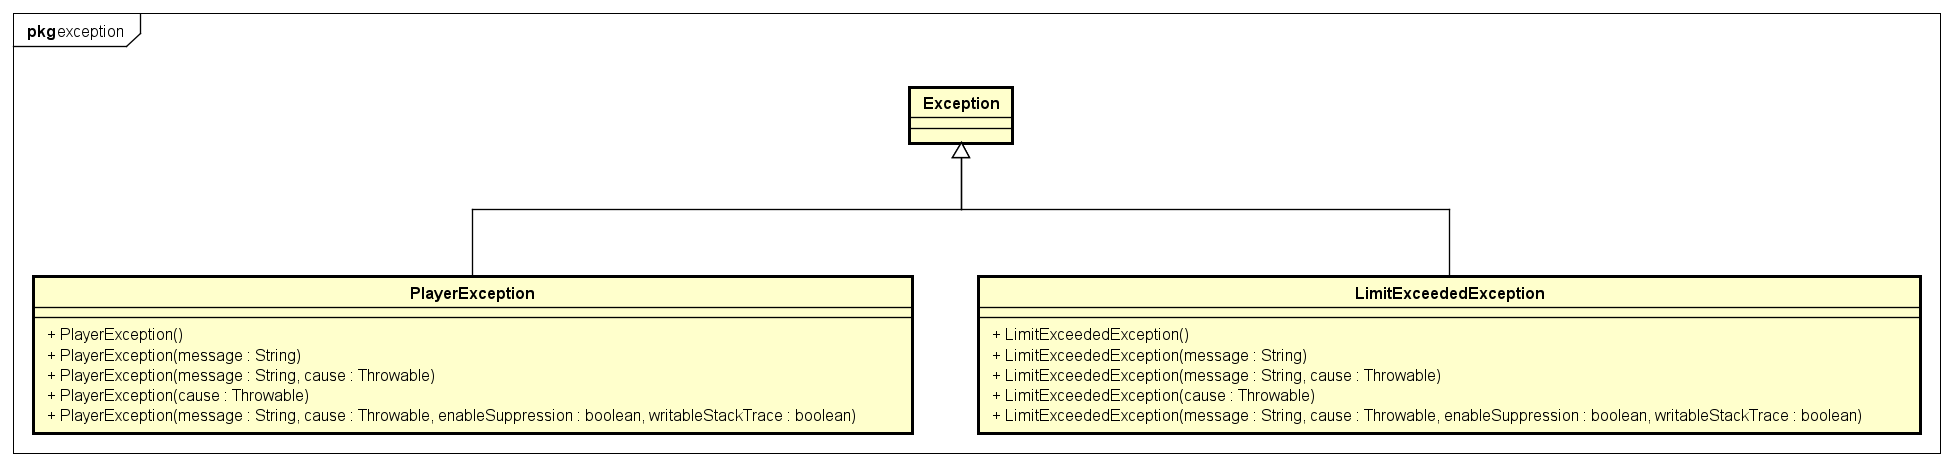 pkg exception
Exception
PlayerException
+ PlayerException()
+ PlayerException(message : String)
+ PlayerException(message : String, cause : Throwable)
+ PlayerException(cause : Throwable)
+ PlayerException(message : String, cause : Throwable, enableSuppression : boolean, writableStackTrace : boolean)
LimitExceededException
+ LimitExceededException()
+ LimitExceededException(message : String)
+ LimitExceededException(message : String, cause : Throwable)
+ LimitExceededException(cause : Throwable)
+ LimitExceededException(message : String, cause : Throwable, enableSuppression : boolean, writableStackTrace : boolean)